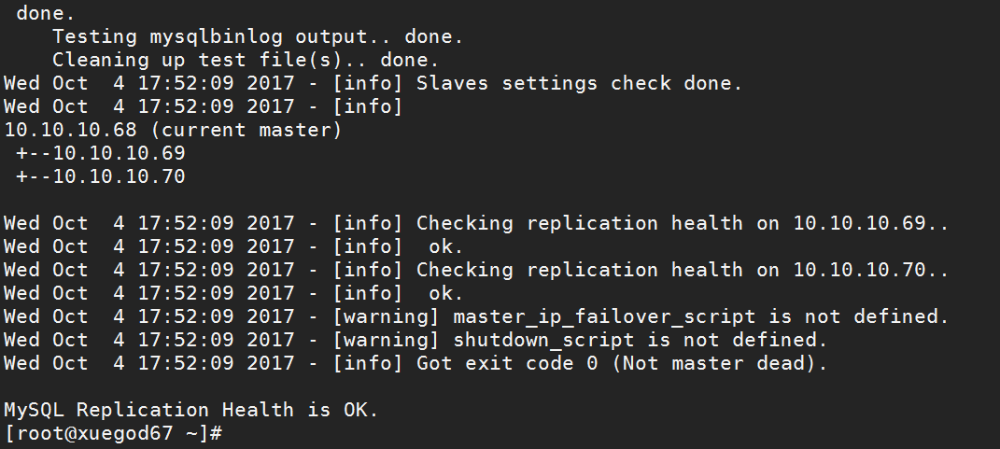 done.
Testing mysqlbinlog output.. done.
Cleaning up test file(s).. done.
Wed Oct  4 17:52:09 2017 - [info] Slaves settings check done.
Wed Oct  4 17:52:09 2017 - [info]
10.10.10.68 (current master)
 +--10.10.10.69
 +--10.10.10.70
Wed Oct  4 17:52:09 2017 - [info] Checking replication health on 10.10.10.69..
Wed Oct  4 17:52:09 2017 - [info]  ok.
Wed Oct  4 17:52:09 2017 - [info] Checking replication health on 10.10.10.70..
Wed Oct  4 17:52:09 2017 - [info]  ok.
Wed Oct  4 17:52:09 2017 - [warning] master_ip_failover_script is not defined.
Wed Oct  4 17:52:09 2017 - [warning] shutdown_script is not defined.
Wed Oct  4 17:52:09 2017 - [info] Got exit code 0 (Not master dead).
MySQL Replication Health is OK.
[root@xuegod67 ~]#